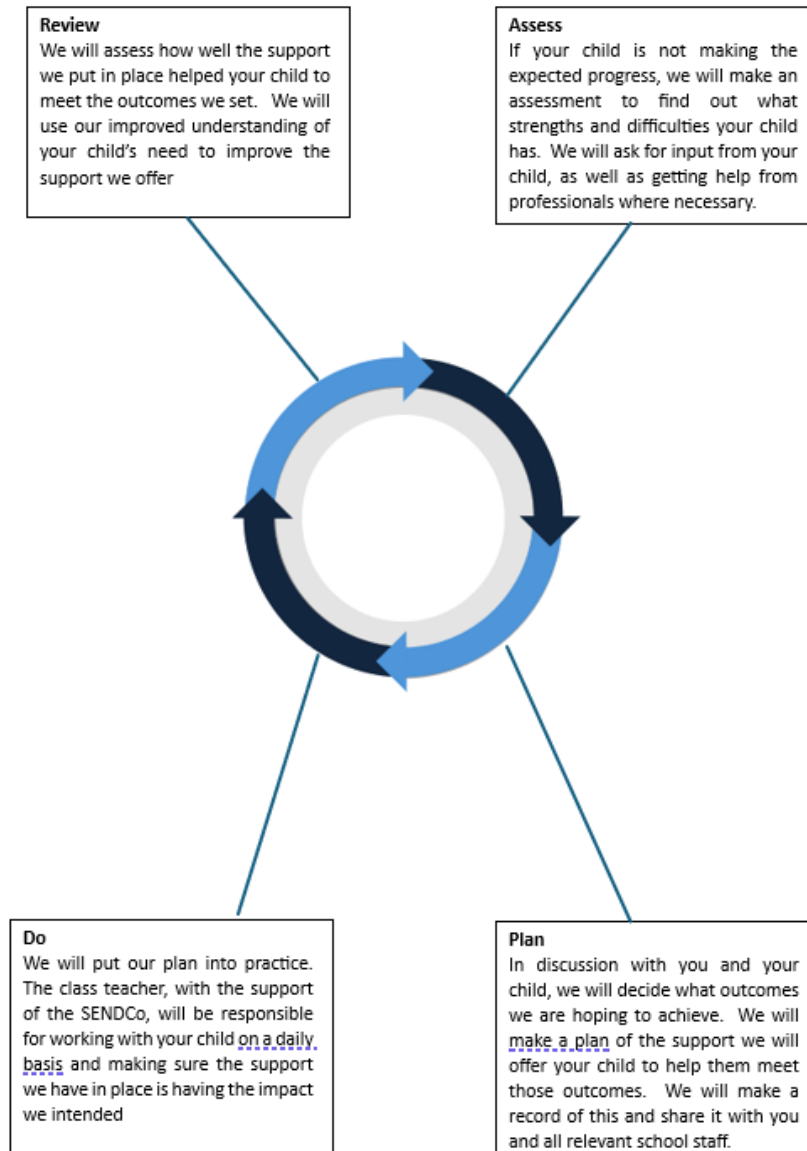 Review
We will assess how well the support
we put in place helped your child to
meet the outcomes we set. We will
use our improved understanding of
your child's need to improve the
support we offer
Assess
If your child is not making the
expected progress, we will make an
assessment to find out what
strengths and difficulties your child
has. We will ask for input from your
child, as well as getting help from
professionals where necessary.
Do
We will put our plan into practice.
The class teacher, with the support
of the SENDCo, will be responsible
for working with your child on a daily
basis and making sure the support
we have in place is having the impact
we intended
Plan
In discussion with you and your
child, we will decide what outcomes
we are hoping to achieve. We will
make a plan of the support we will
offer your child to help them meet
those outcomes. We will make a
record of this and share it with you
and all relevant school staff.